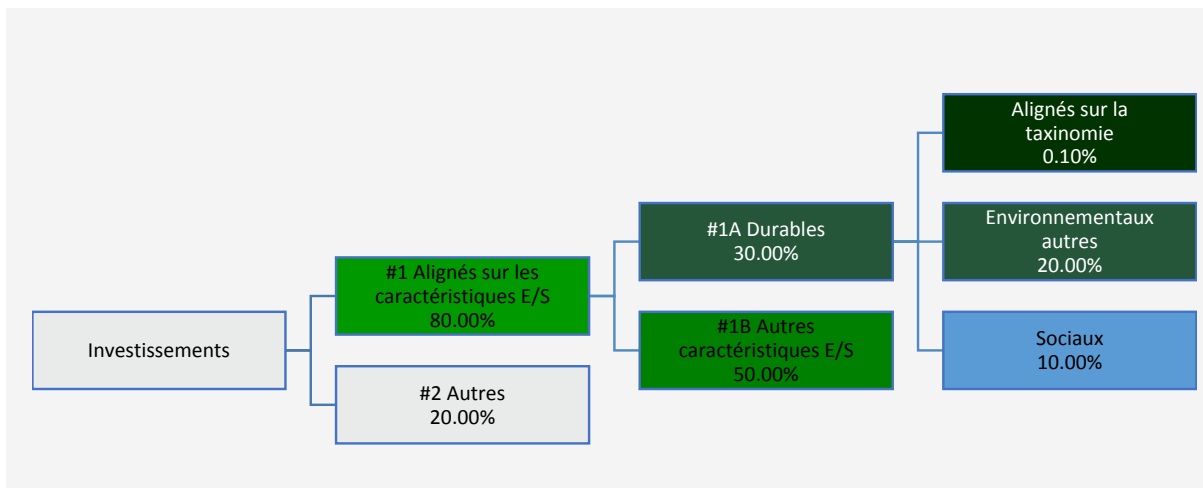 Investissements
#1 Alignés sur les
caractéristiques E/S
80.00%
#2 Autres
20.00%
#1A Durables
30.00%
#1B Autres
caractéristiques E/S
50.00%
Alignés sur la
taxinomie
0.10%
Environnementaux
autres
20.00%
Sociaux
10.00%